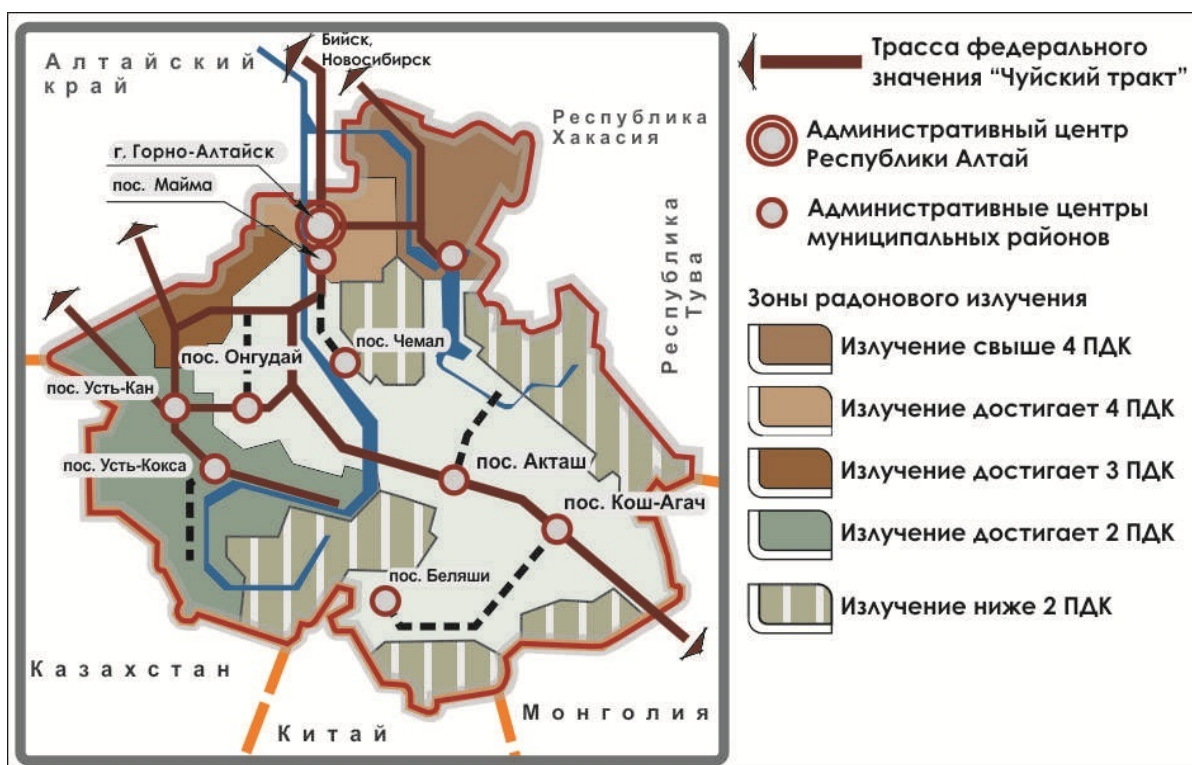 Алтайский
край
Бийск,
Новосибирск
Республика
Хакасия
г. Горно-Алтайск
пос. Майма
Республика
Тува
пос. Чемал
пос. Онгудай
пос. Усть-Кан
пос. Усть-Кокса
пос. Акташ
пос. Кош-Агач
пос. Беляши
Казахстан
Китай
Монголия
Трасса федерального
значения “Чуйский тракт”
Административный центр
Республики Алтай
Административные центры
муниципальных районов
Зоны радонового излучения
Излучение свыше 4 ПДК
Излучение достигает 4 ПДК
Излучение достигает 3 ПДК
Излучение достигает 2 ПДК
Излучение ниже 2 ПДК